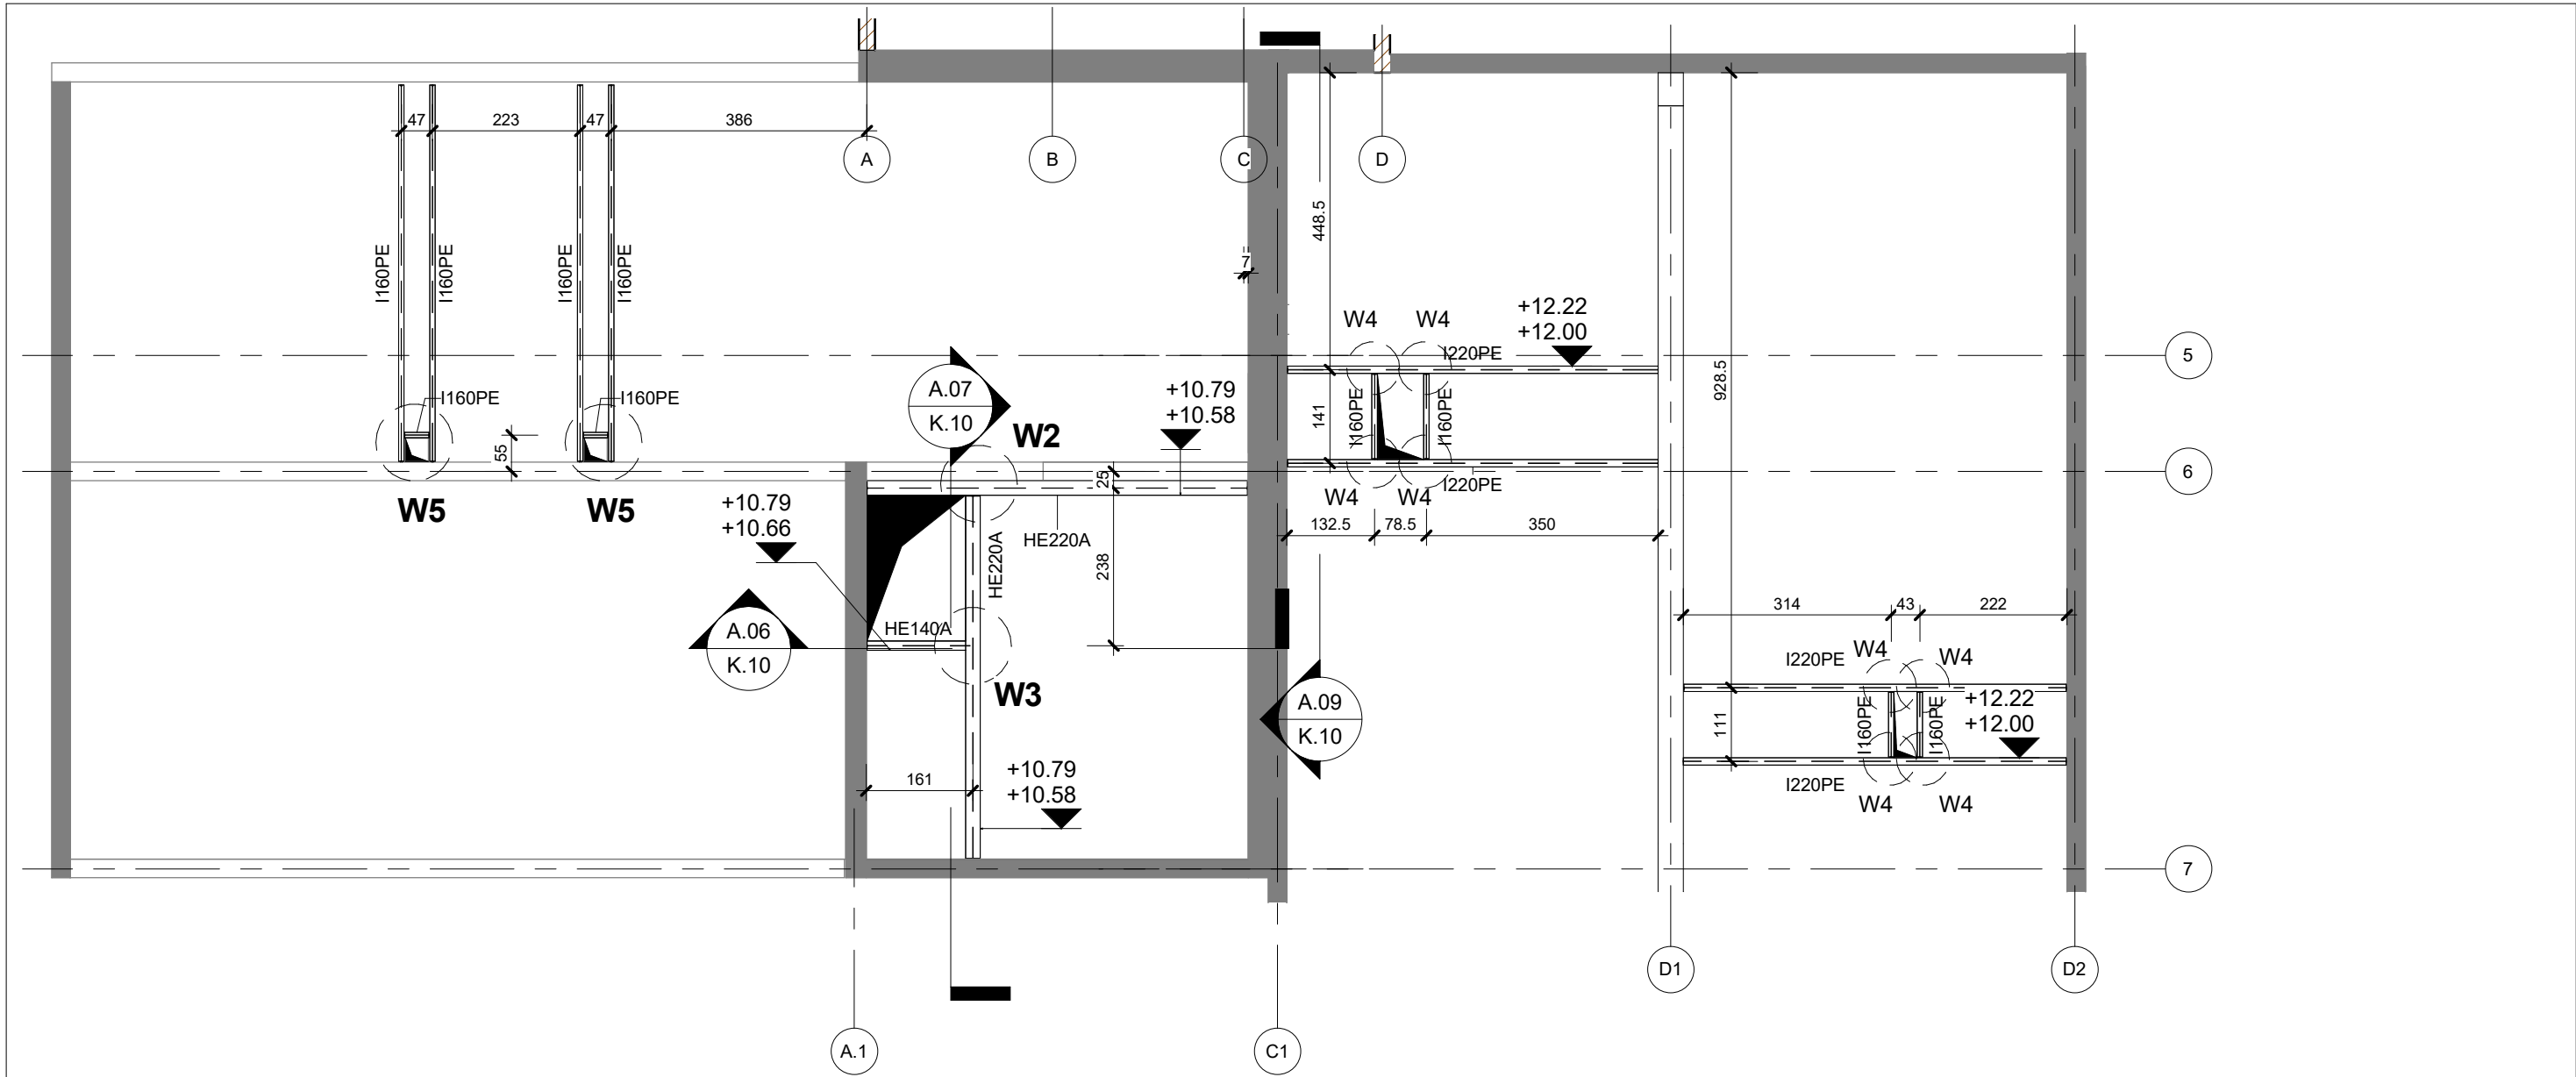 47
223
47
386
A
B
C
D
448.5
7
I160PE
I160PE
I160PE
I160PE
W4
W4
+12.22
+12.00
I220PE
5
928.5
A.07
K.10
+10.79
+10.58
I160PE
I160PE
141
I160PE
I160PE
W2
55
25
6
W4
W4
I220PE
W5
W5
+10.79
+10.66
132.5
78.5
350
HE220A
HE220A
238
314
43
222
A.06
K.10
HE140A
W4
W4
I220PE
W3
+12.22
+12.00
A.09
K.10
111
I160PE
I160PE
161
+10.79
+10.58
I220PE
W4
W4
7
D1
D2
A.1
C1